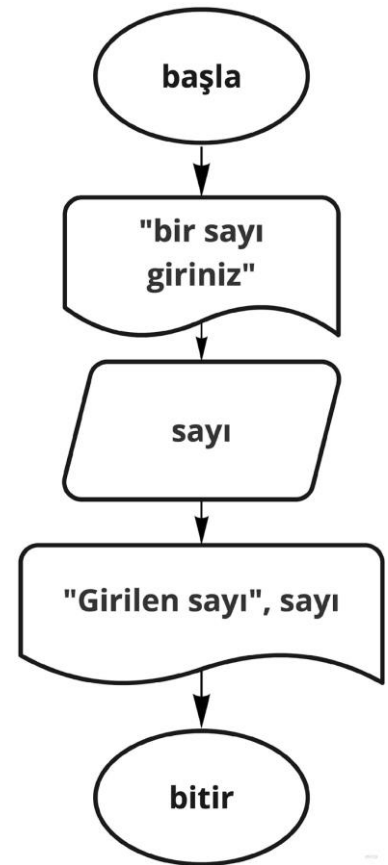 başla
"bir sayı
giriniz"
sayı
"Girilen sayı", sayı
bitir